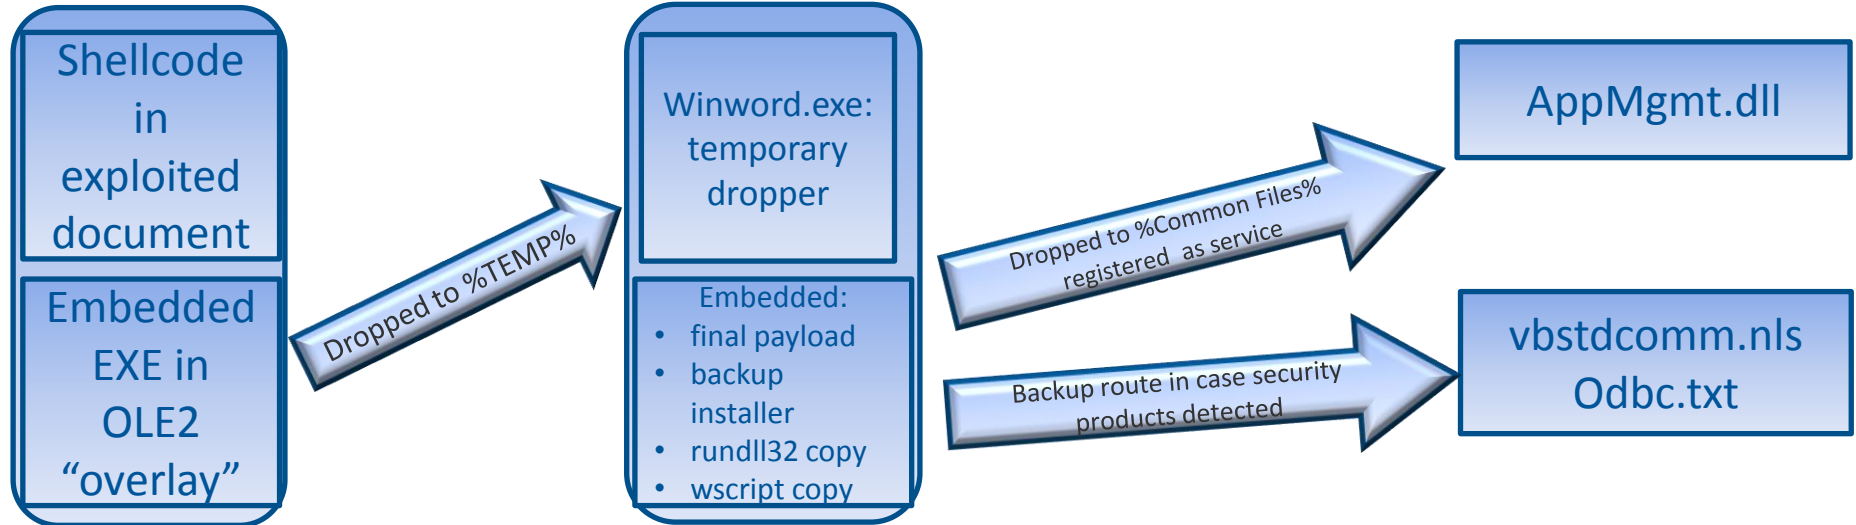 Shellcode
in
exploited
document
Embedded
EXE in
OLE2
“overlay”
Dropped to %TEMP%
Winword.exe:
temporary
dropper
Embedded:
• final payload
• backup
installer
• rundll32 copy
• wscript copy
Dropped to %Common Files%
registered as service
Backup route in case security
products detected
AppMgmt.dll
vbstdcomm.nls
Odbc.txt